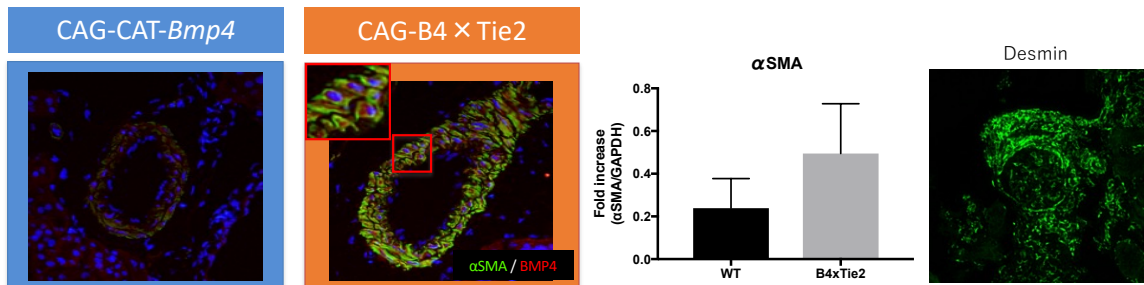 CAG-CAT-Bmp4
CAG-B4×Tie2
αSMA / BMP4
αSMA
Fold increase
(αSMA/GAPDH)
0.8
0.6
0.4
0.2
0.0
WT
B4xTie2
Desmin